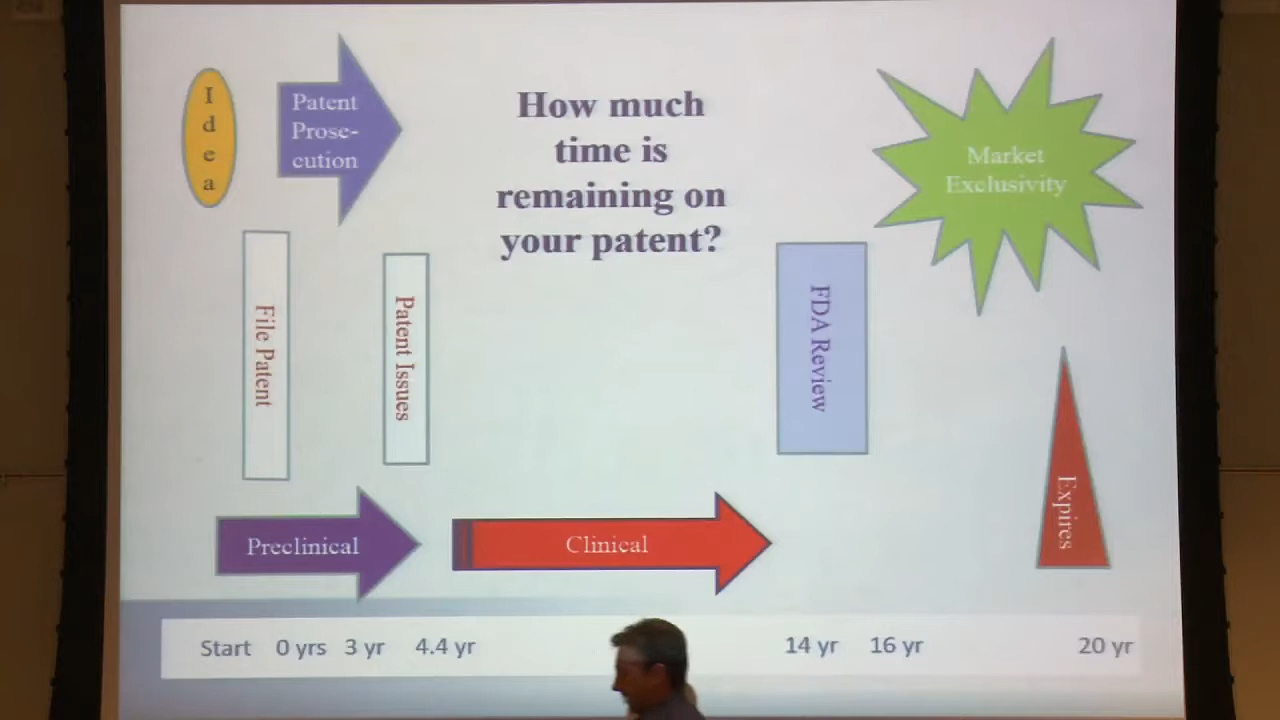 Idea
Patent
Prose-
cution
How much
time is
remaining on
your patent?
Market
Exclusivity
File Patent
Patent Issues
FDA Review
Expires
Preclinical
Clinical
Start 0 yrs 3 yr 4.4 yr 14 yr 16 yr 20 yr